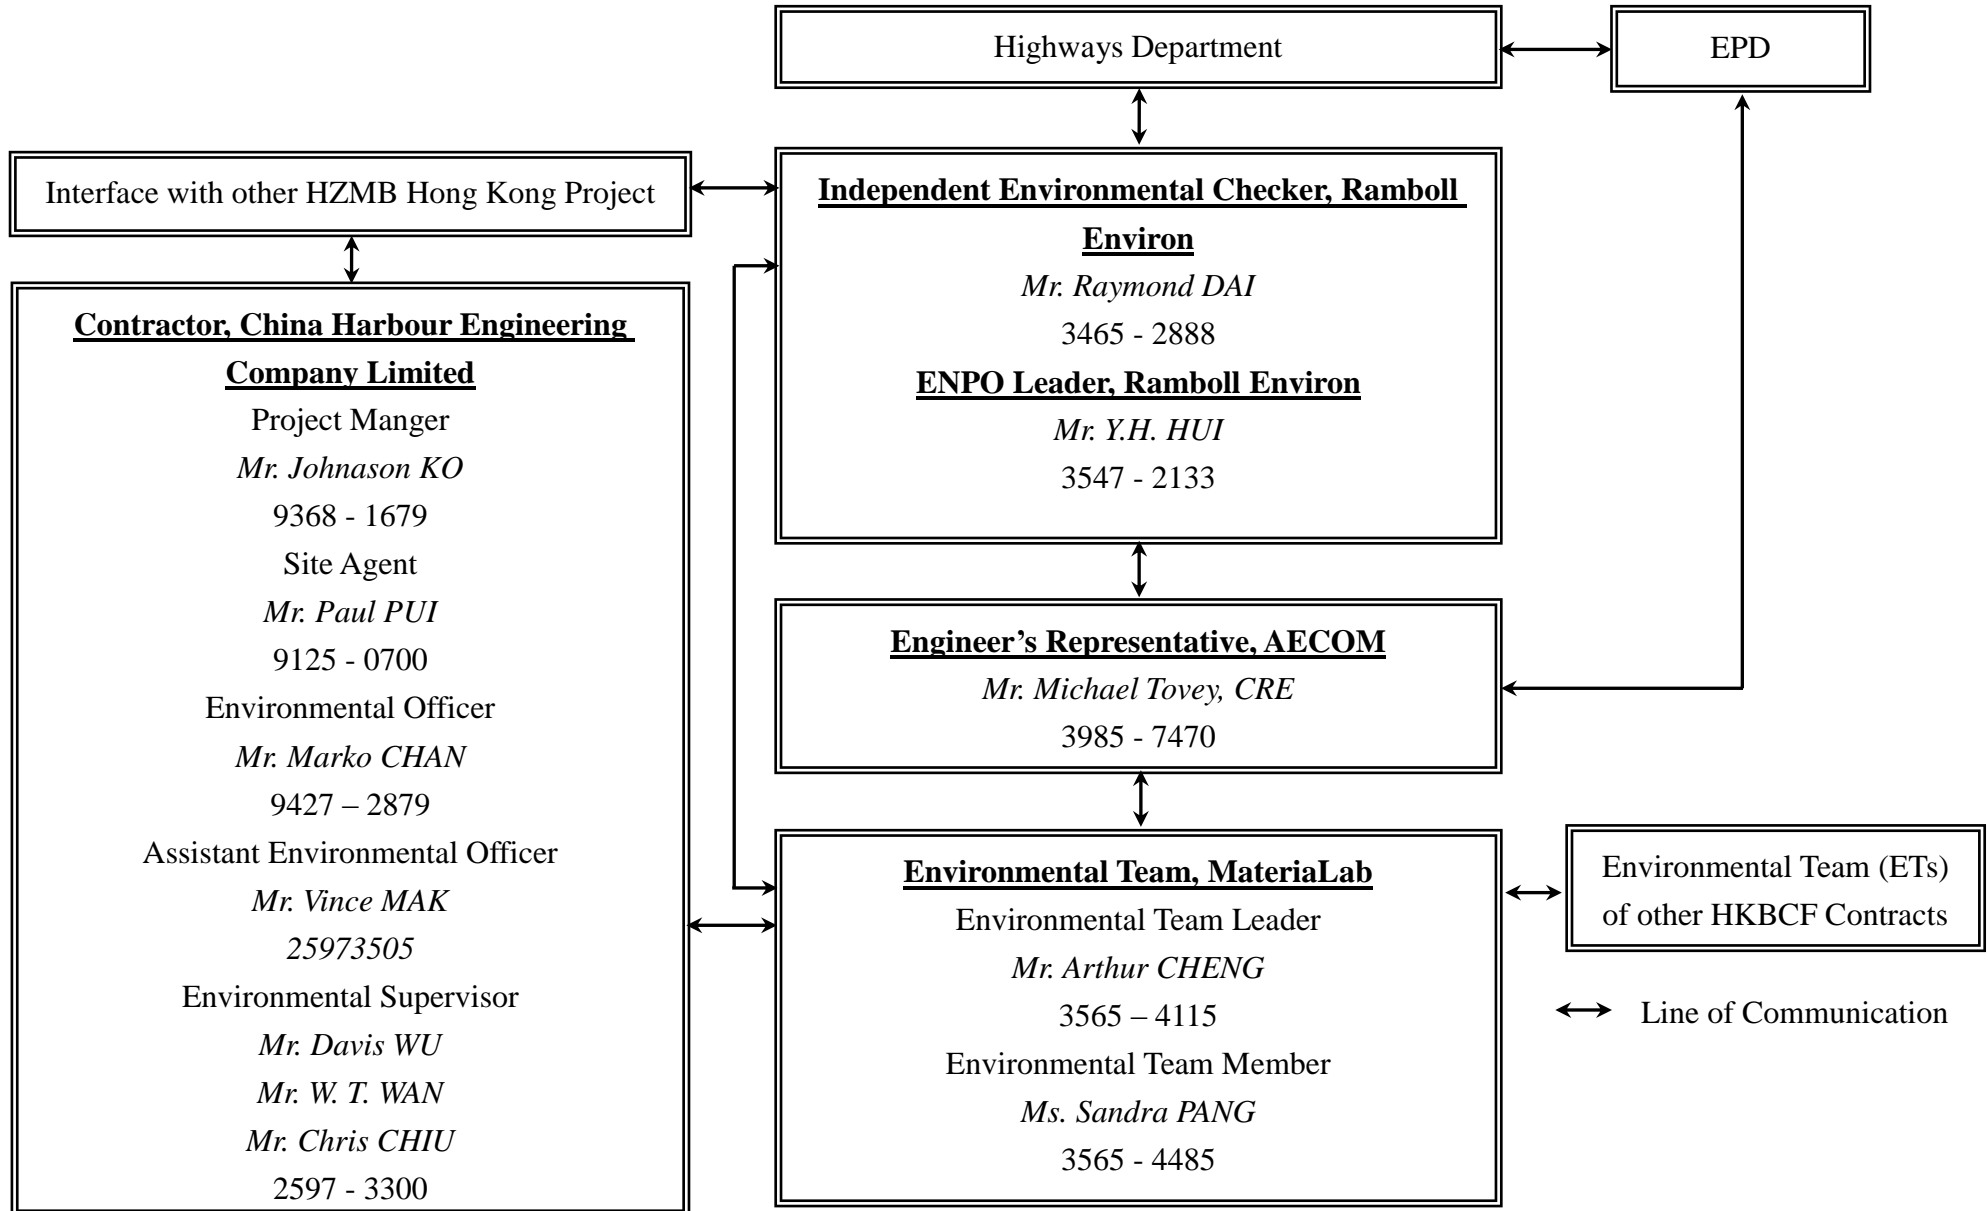 Highways Department
EPD
Interface with other HZMB Hong Kong Project
Independent Environmental Checker, Ramboll
Environ
Mr. Raymond DAI
3465 - 2888
ENPO Leader, Ramboll Environ
Mr. Y.H. HUI
3547 - 2133
Contractor, China Harbour Engineering
Company Limited
Project Manger
Mr. Johnason KO
9368 - 1679
Site Agent
Mr. Paul PUI
9125 - 0700
Environmental Officer
Mr. Marko CHAN
9427 – 2879
Assistant Environmental Officer
Mr. Vince MAK
25973505
Environmental Supervisor
Mr. Davis WU
Mr. W. T. WAN
Mr. Chris CHIU
2597 - 3300
Engineer’s Representative, AECOM
Mr. Michael Tovey, CRE
3985 - 7470
Environmental Team, MateriaLab
Environmental Team Leader
Mr. Arthur CHENG
3565 – 4115
Environmental Team Member
Ms. Sandra PANG
3565 - 4485
Environmental Team (ETs)
of other HKBCF Contracts
Line of Communication